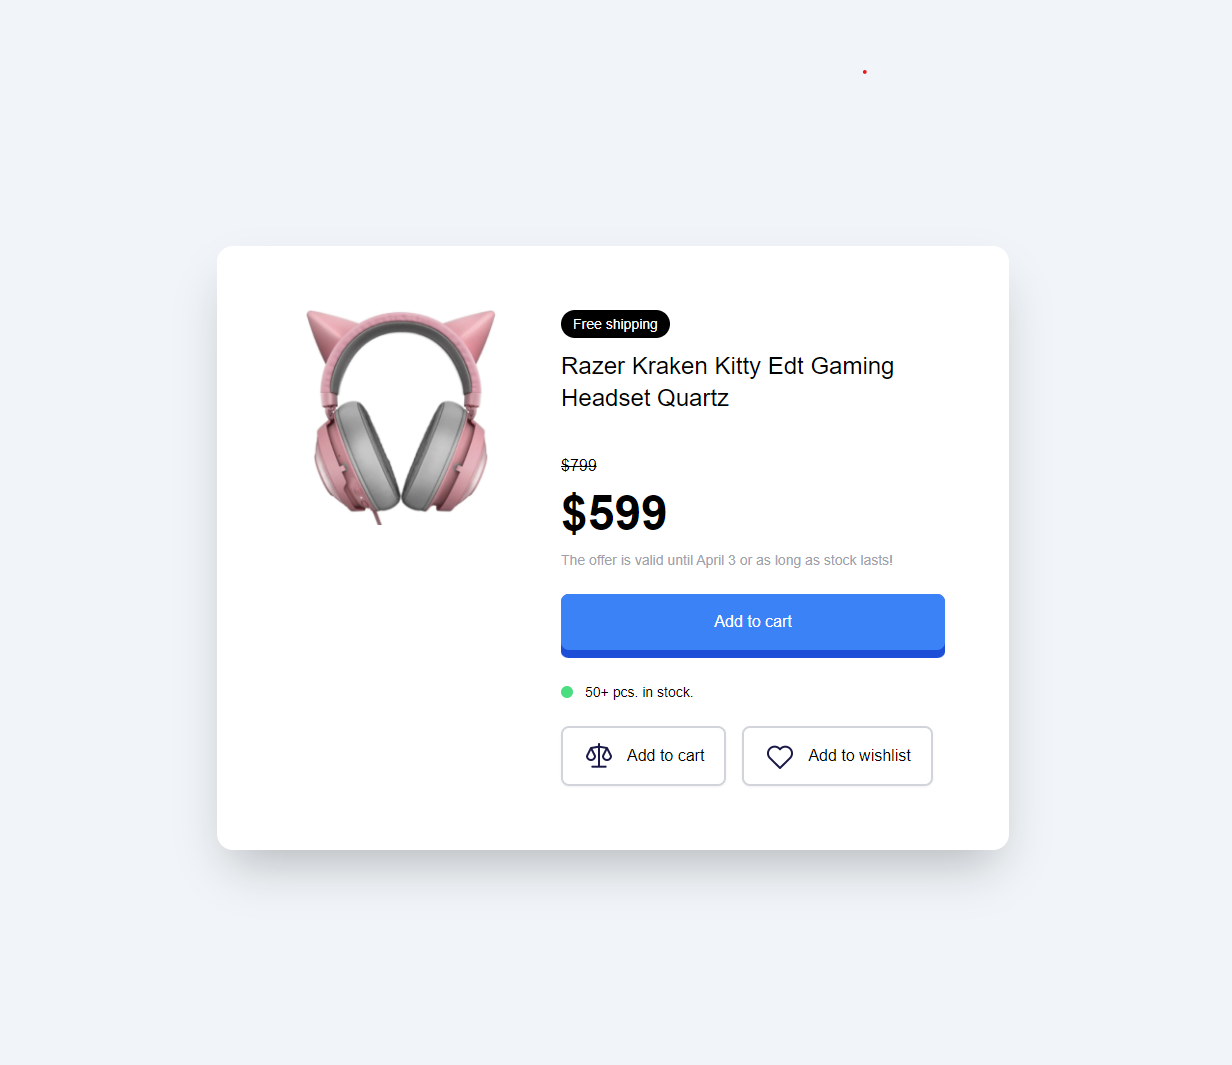 Free shipping
Razer Kraken Kitty Edt Gaming
Headset Quartz
$799
$599
The offer is valid until April 3 or as long as stock lasts!
Add to cart
50+ pcs. in stock.
Add to cart
Add to wishlist